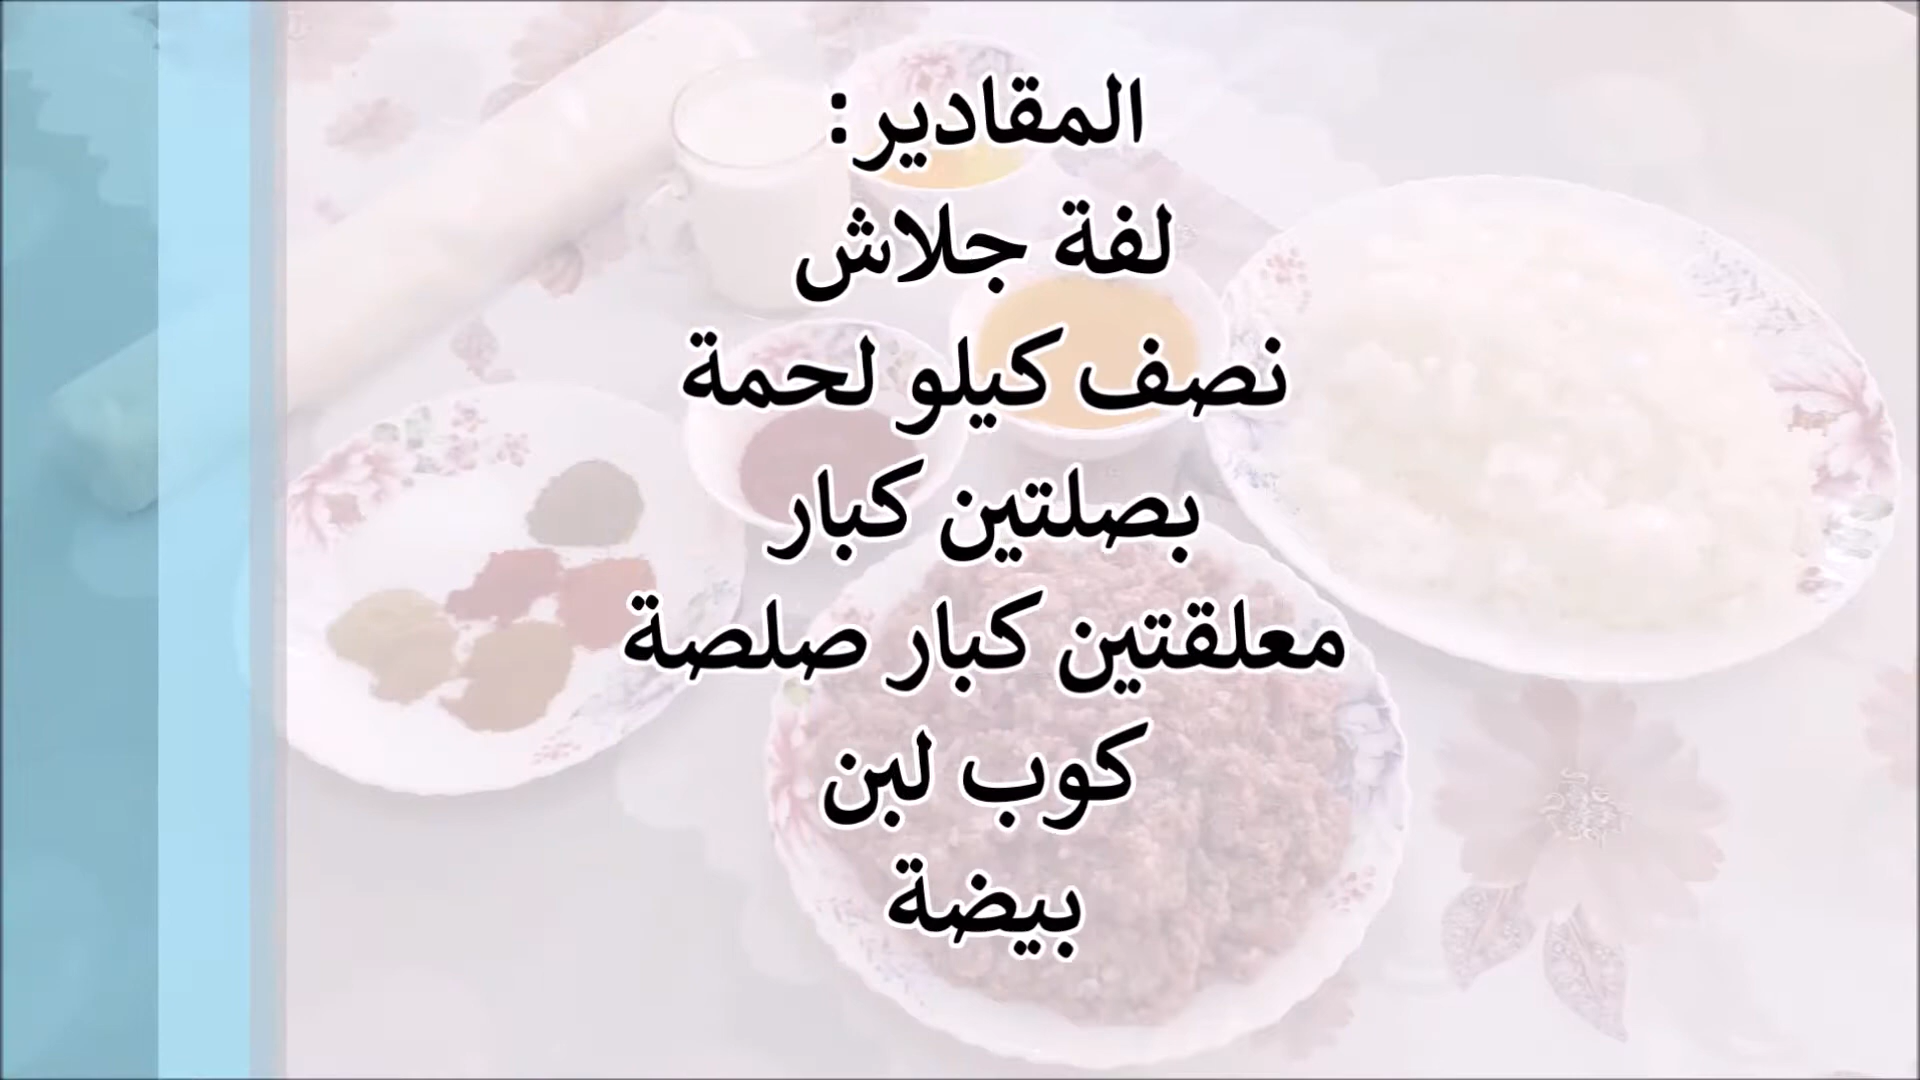 المقادير:
لفة جلاش
نصف كيلو لحمة
بصلتين كبار
معلقتين كبار صلصة
كوب لبن
بيضة